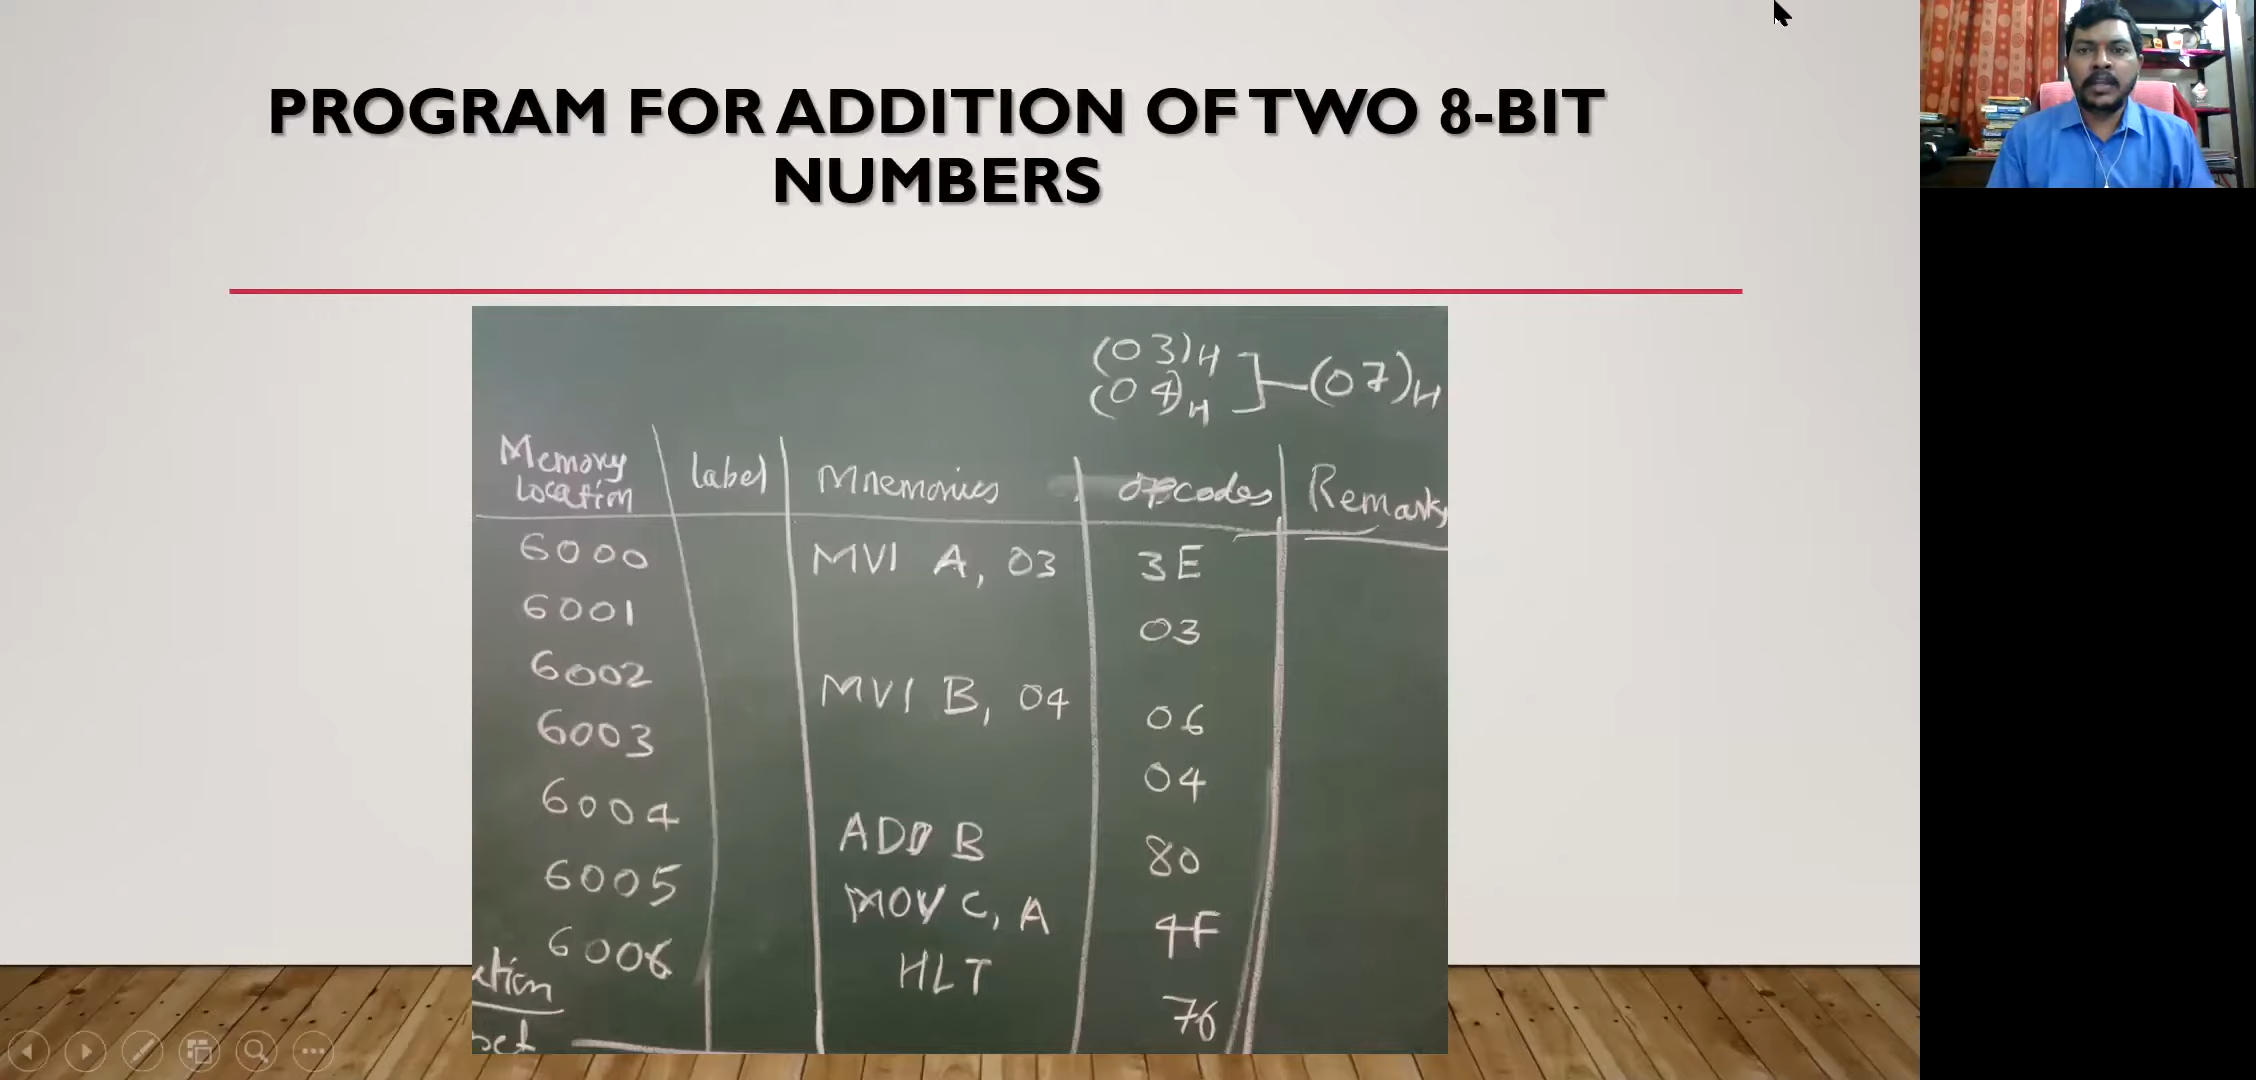 PROGRAM FOR ADDITION OF TWO 8-BIT
NUMBERS
(03)H
(04)H
(07)H
Memory
Location
label
Mnemonics
opcodes
Remarks
6000 MVI A, 03 3E
6001 03
6002 MVI B, 04 06
6003 04
6004 ADD B 80
6005 MOV C, A 4F
6006 HLT 76